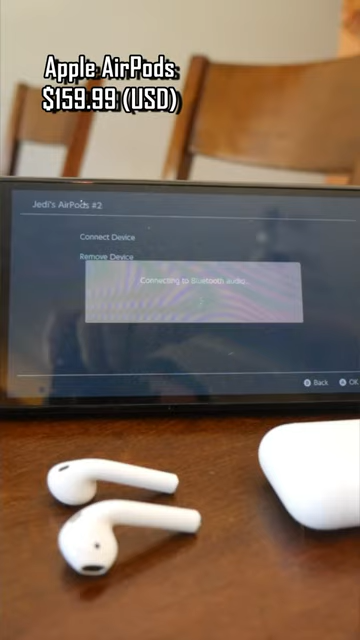 Apple AirPods
$159.99 (USD)
Jedi's AirPods #2
Connect Device
Remove Device
Connecting to Bluetooth audio...
Back
OK